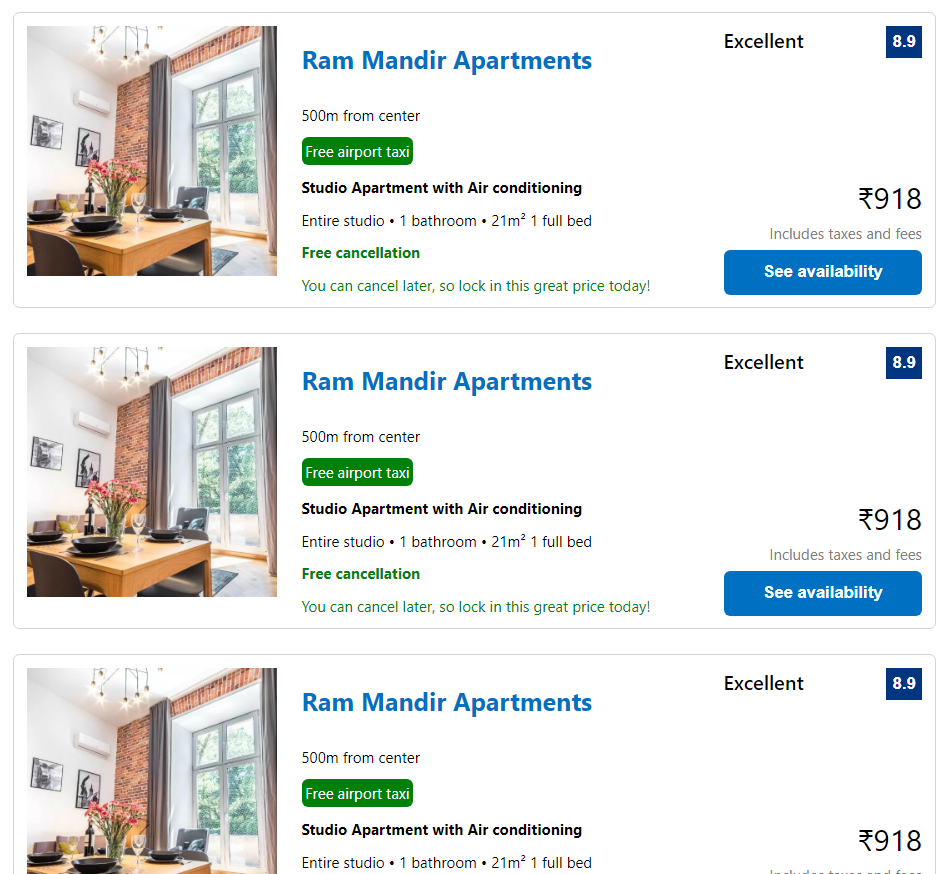 Ram Mandir Apartments
Excellent
8.9
500m from center
Free airport taxi
Studio Apartment with Air conditioning
Entire studio • 1 bathroom • 21m² 1 full bed
Free cancellation
You can cancel later, so lock in this great price today!
₹918
Includes taxes and fees
See availability
Ram Mandir Apartments
Excellent
8.9
500m from center
Free airport taxi
Studio Apartment with Air conditioning
Entire studio • 1 bathroom • 21m² 1 full bed
Free cancellation
You can cancel later, so lock in this great price today!
₹918
Includes taxes and fees
See availability
Ram Mandir Apartments
Excellent
8.9
500m from center
Free airport taxi
Studio Apartment with Air conditioning
Entire studio • 1 bathroom • 21m² 1 full bed
₹918